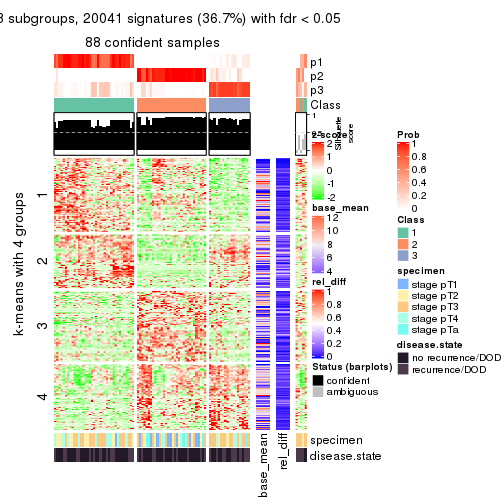 3 subgroups, 20041 signatures (36.7%) with fdr < 0.05
88 confident samples
p1
p2
p3
Class
1
Silhouette
score
z-score
2
1
0
-1
-2
base_mean
12
10
8
6
4
rel_diff
1
0.8
0.6
0.4
0.2
0
Status (barplots)
confident
ambiguous
Prob
1
0.8
0.6
0.4
0.2
0
Class
1
2
3
specimen
stage pT1
stage pT2
stage pT3
stage pT4
stage pTa
disease.state
no recurrence/DOD
recurrence/DOD
k-means with 4 groups
1
2
3
4
specimen
disease.state
base_mean
rel_diff